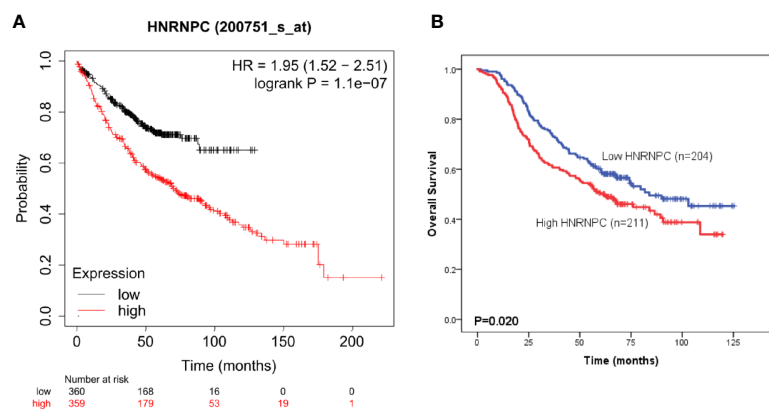 A
HNRNPC (200751_s_at)
HR = 1.95 (1.52 − 2.51)
logrank P = 1.1e−07
Probability
1.0
0.8
0.6
0.4
0.2
0.0
Expression
low
high
0 50 100 150 200
Time (months)
Number at risk
low 360 168 16 0 0
high 359 179 53 19 1
B
Overall Survival
1.0
0.8
0.6
0.4
0.2
0.0
Low HNRNPC (n=204)
High HNRNPC (n=211)
P=0.020
0 25 50 75 100 125
Time (months)